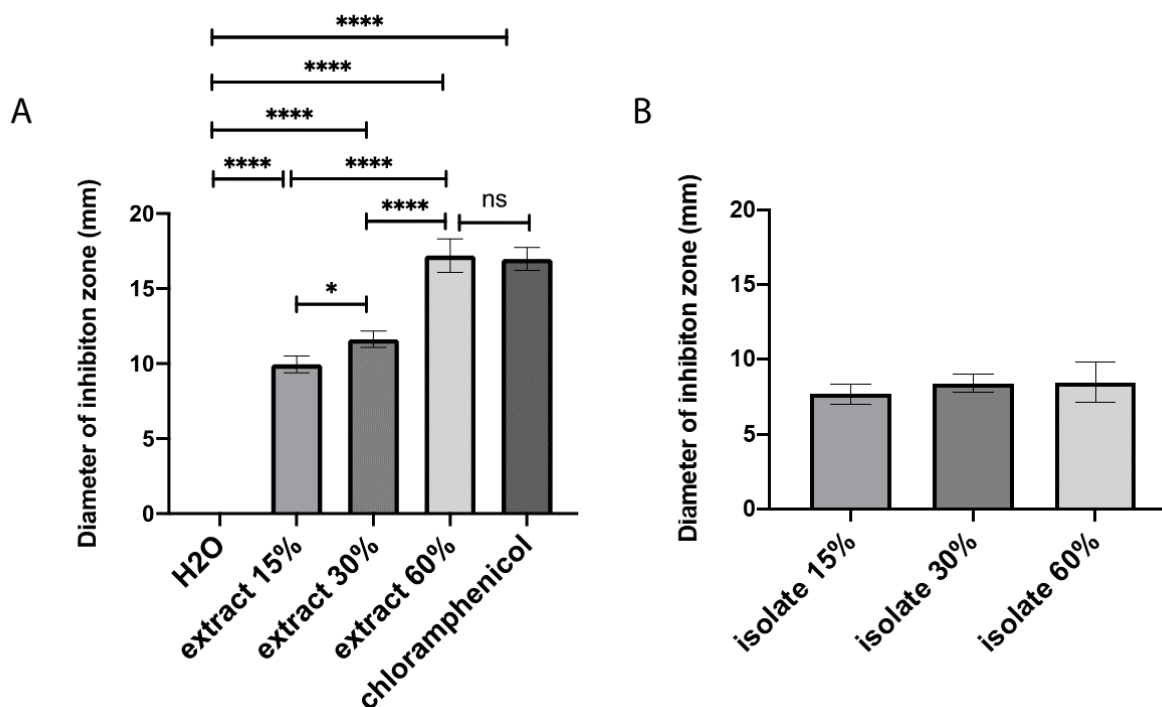 A
****
****
****
****
****
****
ns
*
Diameter of inhibiton zone (mm)
20
15
10
5
0
H2O
extract 15%
extract 30%
extract 60%
chloramphenicol
B
Diameter of inhibiton zone (mm)
20
15
10
5
0
isolate 15%
isolate 30%
isolate 60%